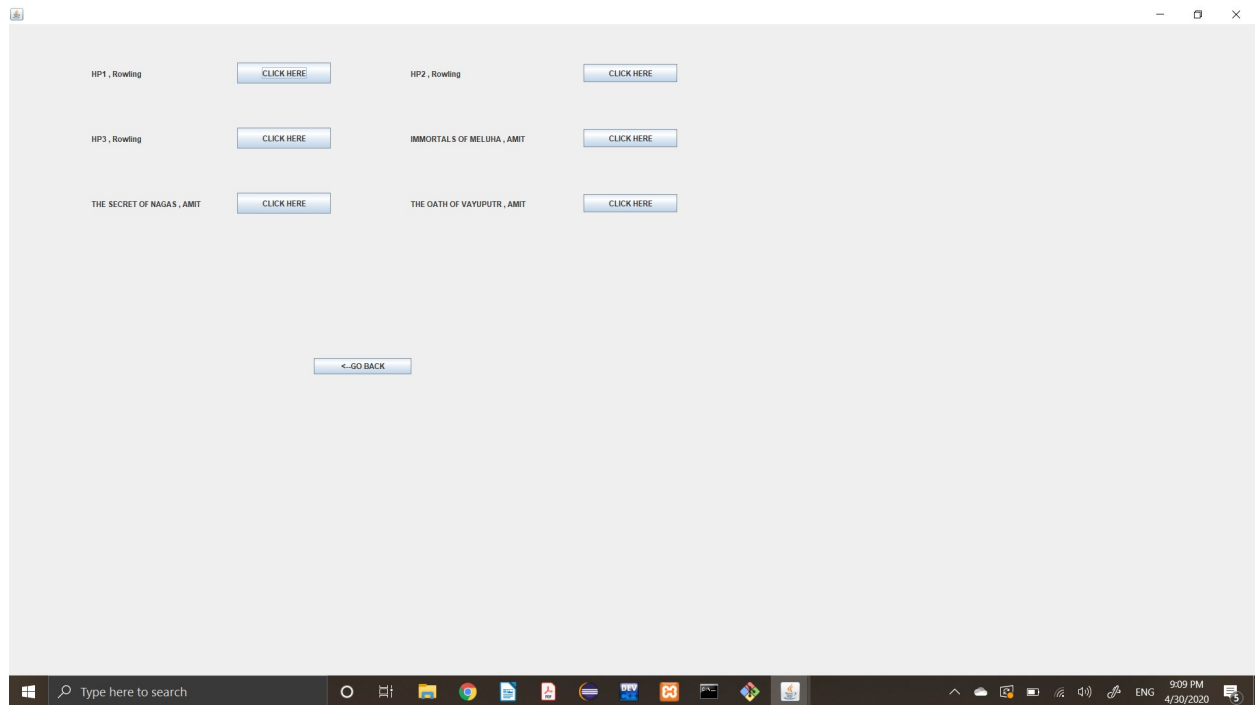 HP1 , Rowling CLICK HERE HP2 , Rowling CLICK HERE
HP3 , Rowling CLICK HERE IMMORTALS OF MELUHA , AMIT CLICK HERE
THE SECRET OF NAGAS , AMIT CLICK HERE THE OATH OF VAYUPUTR , AMIT CLICK HERE
<--GO BACK
Type here to search DEV ENG 9:09 PM
4/30/2020 5